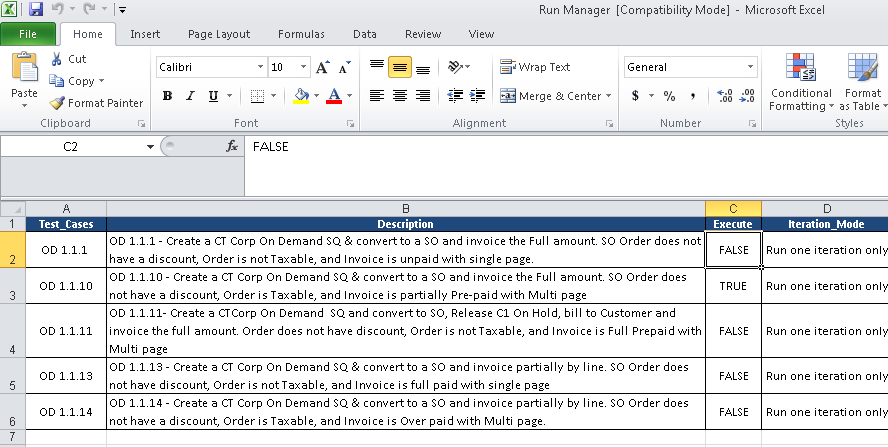 Run Manager [Compatibility Mode] - Microsoft Excel
File Home Insert Page Layout Formulas Data Review View
Cut
Copy
Format Painter
Paste
Clipboard
Calibri 10 A A
B I U A
Font
Wrap Text
Merge & Center
Alignment
General
$ % , .0 .00 .00 .0
Number
Conditional Formatting
Format as Table
Styles
C2 fx FALSE
A B C D
1 Test_Cases Description Execute Iteration_Mode
2 OD 1.1.1 OD 1.1.1 - Create a CT Corp On Demand SQ & convert to a SO and invoice the Full amount. SO Order does not FALSE Run one iteration only
have a discount, Order is not Taxable, and Invoice is unpaid with single page.
3 OD 1.1.10 OD 1.1.10 - Create a CT Corp On Demand SQ & convert to a SO and invoice the Full amount. SO Order does TRUE Run one iteration only
not have a discount, Order is Taxable, and Invoice is partially Pre-paid with Multi page
4 OD 1.1.11 OD 1.1.11- Create a CTCorp On Demand SQ and convert to SO, Release C1 On Hold, bill to Customer and FALSE Run one iteration only
invoice the full amount. Order does not have discount, Order is not Taxable, and Invoice is Full Prepaid with
Multi page
5 OD 1.1.13 OD 1.1.13 - Create a CT Corp On Demand SQ & convert to a SO and invoice partially by line. SO Order does FALSE Run one iteration only
not have discount, Order is not Taxable, and Invoice is full paid with single page
6 OD 1.1.14 OD 1.1.14 - Create a CT Corp On Demand SQ & convert to a SO and invoice partially by line. SO Order does FALSE Run one iteration only
not have a discount, Order is Taxable, and Invoice is Over paid with Multi page.
7